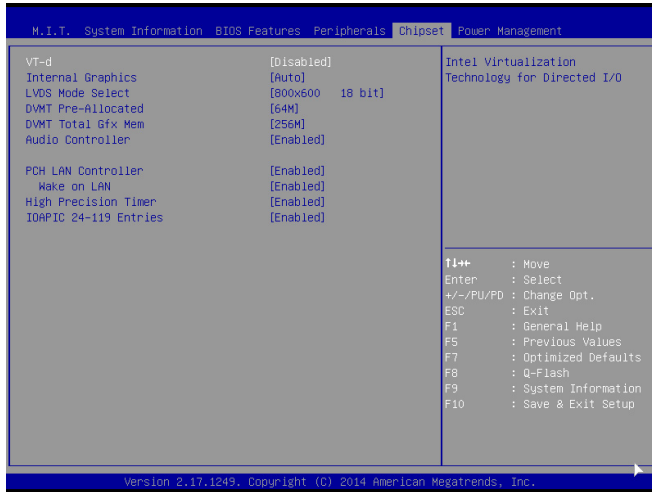 M.I.T. System Information BIOS Features Peripherals Chipset Power Management
VT-d [Disabled]
Internal Graphics [Auto]
LVDS Mode Select [800x600 18 bit]
DVMT Pre-Allocated [64M]
DVMT Total Gfx Mem [256M]
Audio Controller [Enabled]
PCH LAN Controller [Enabled]
Wake on LAN [Enabled]
High Precision Timer [Enabled]
IOAPIC 24-119 Entries [Enabled]
Intel Virtualization
Technology for Directed I/O
↑↓→← : Move
Enter : Select
+/-/PU/PD : Change Opt.
ESC : Exit
F1 : General Help
F5 : Previous Values
F7 : Optimized Defaults
F8 : Q-Flash
F9 : System Information
F10 : Save & Exit Setup
Version 2.17.1249. Copyright (C) 2014 American Megatrends, Inc.